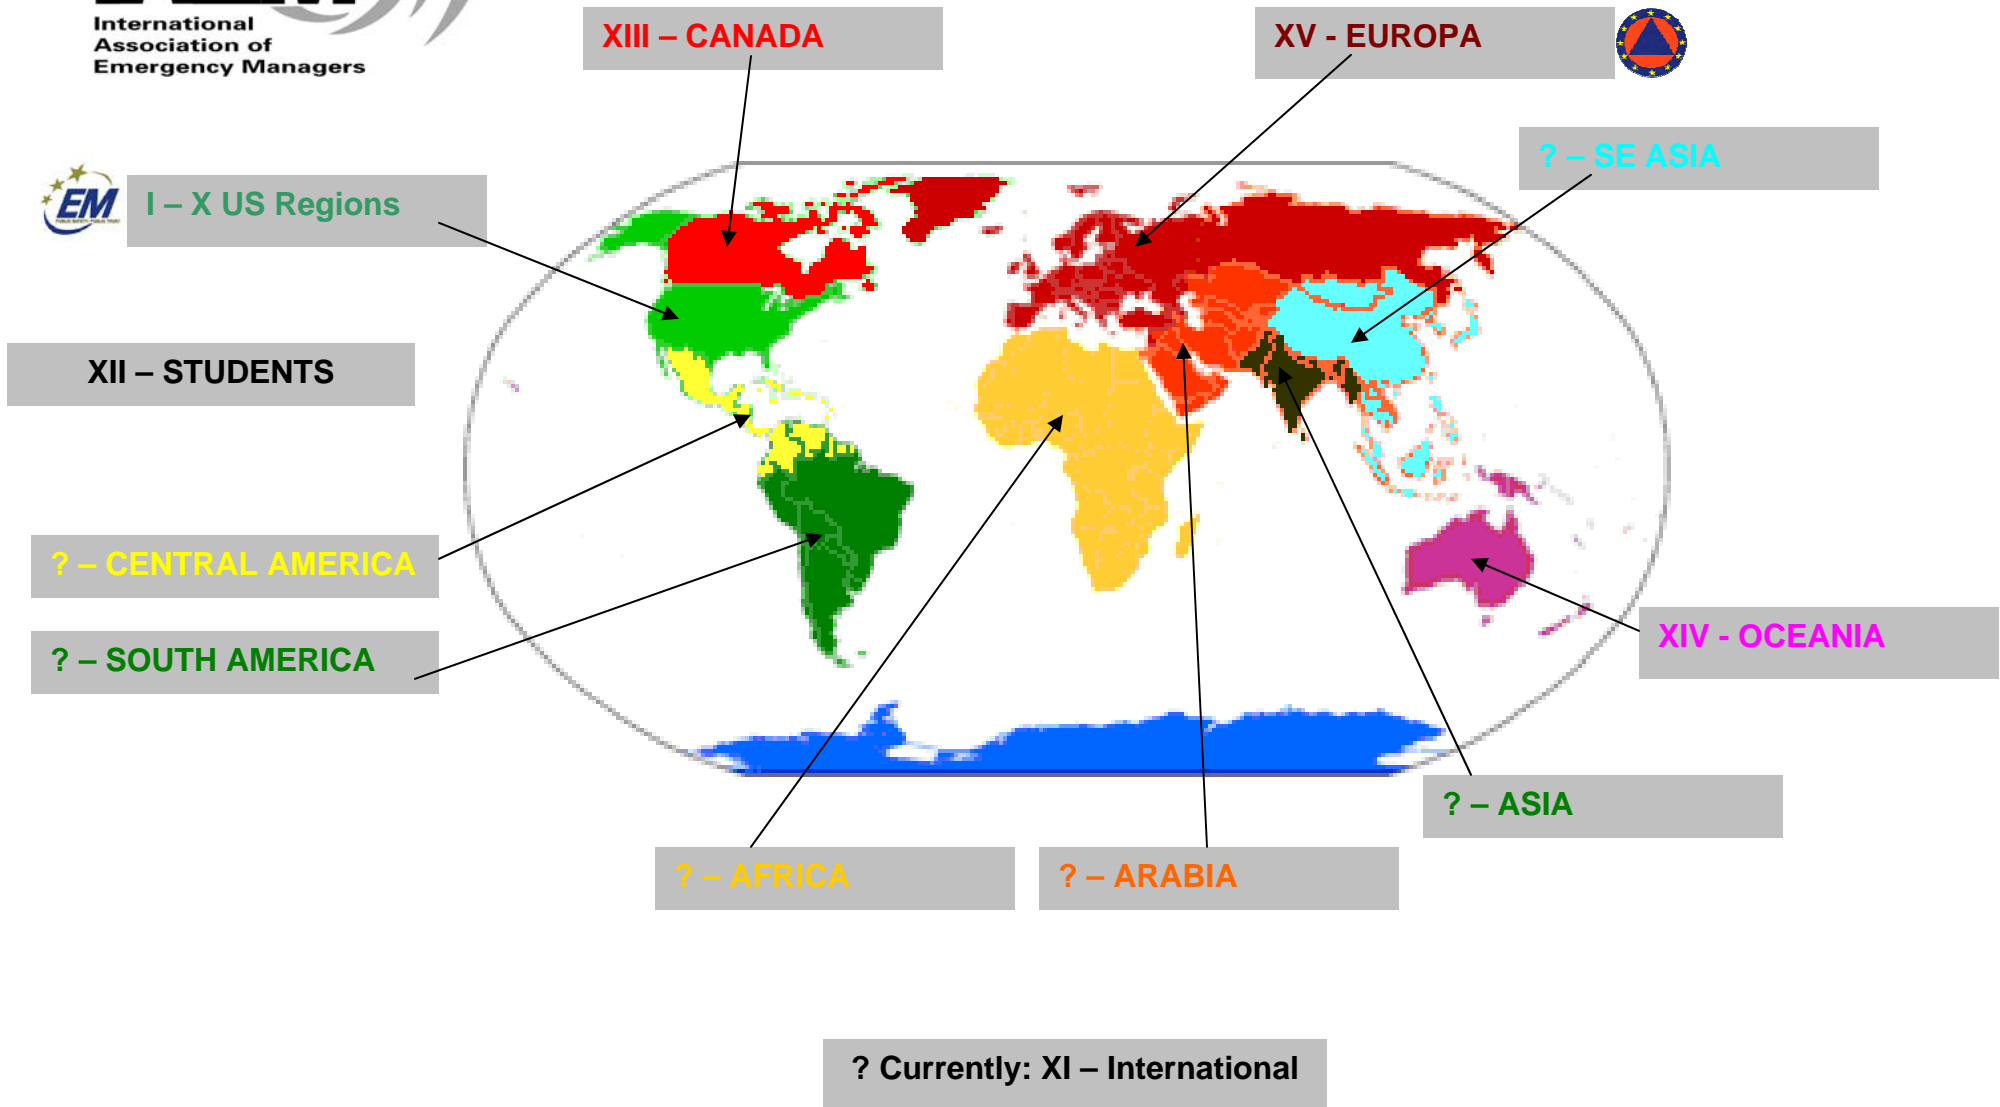 International
Association of
Emergency Managers
XIII – CANADA
XV - EUROPA
? – SE ASIA
EM
I – X US Regions
XII – STUDENTS
? – CENTRAL AMERICA
? – SOUTH AMERICA
XIV - OCEANIA
? – ASIA
? – AFRICA
? – ARABIA
? Currently: XI – International